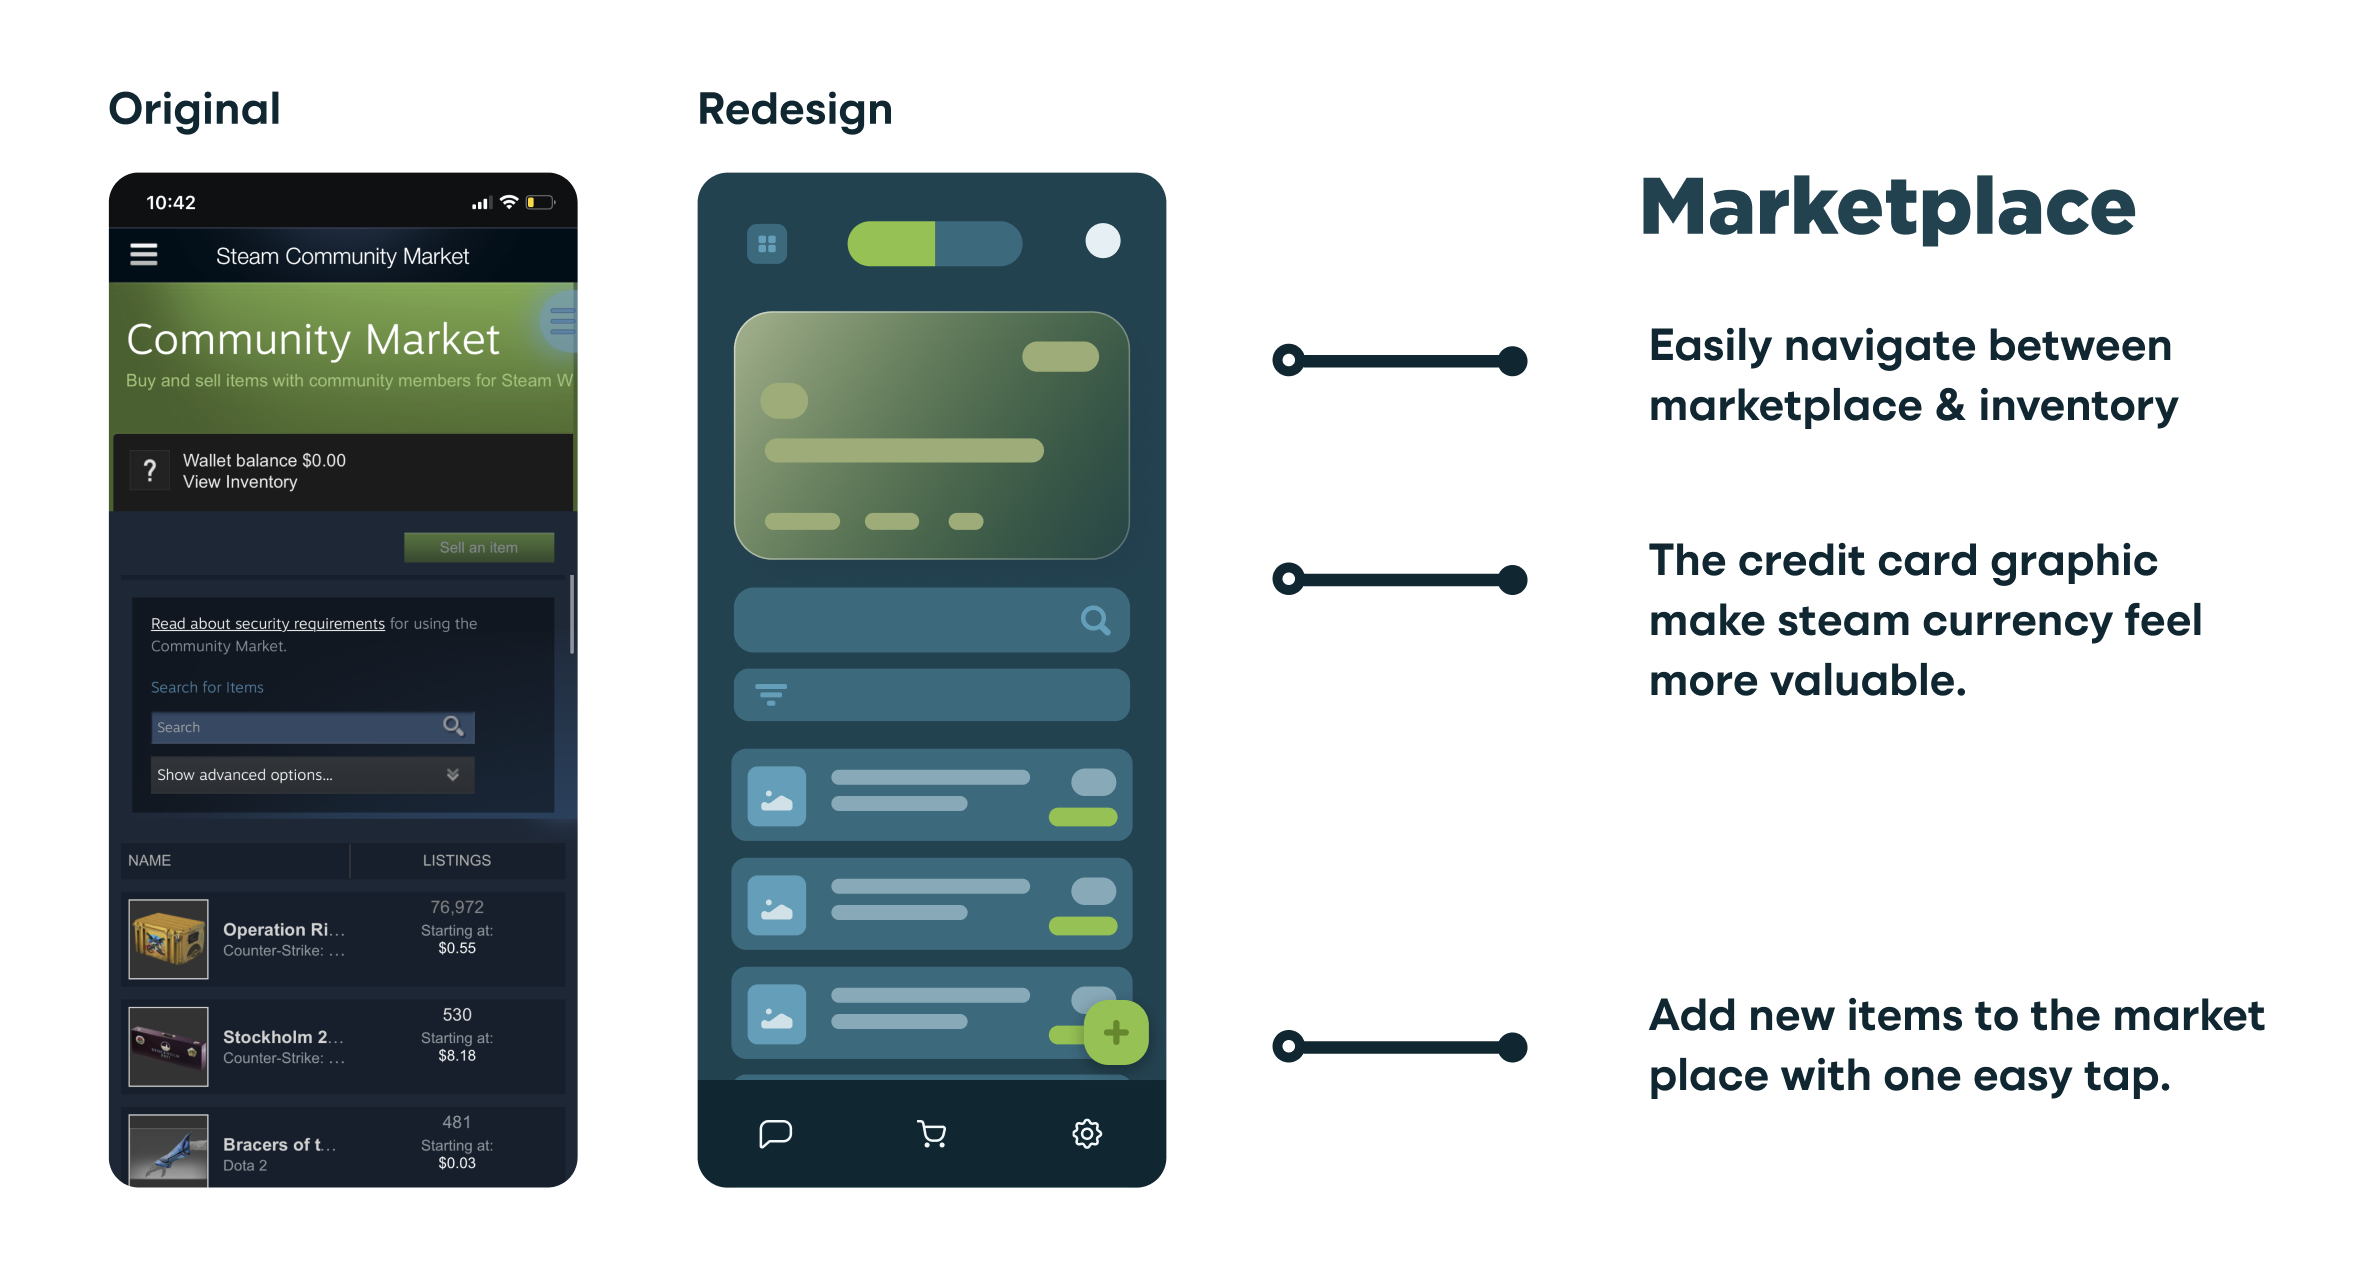 Original
Redesign
10:42
Steam Community Market
Community Market
Buy and sell items with community members for Steam W
?
Wallet balance $0.00
View Inventory
Sell an item
Read about security requirements for using the
Community Market.
Search for Items
Search
Show advanced options...
NAME
LISTINGS
Operation Ri...
Counter-Strike: ...
76,972
Starting at:
$0.55
Stockholm 2...
Counter-Strike: ...
530
Starting at:
$8.18
Bracers of t...
Dota 2
481
Starting at:
$0.03
Marketplace
Easily navigate between
marketplace & inventory
The credit card graphic
make steam currency feel
more valuable.
Add new items to the market
place with one easy tap.